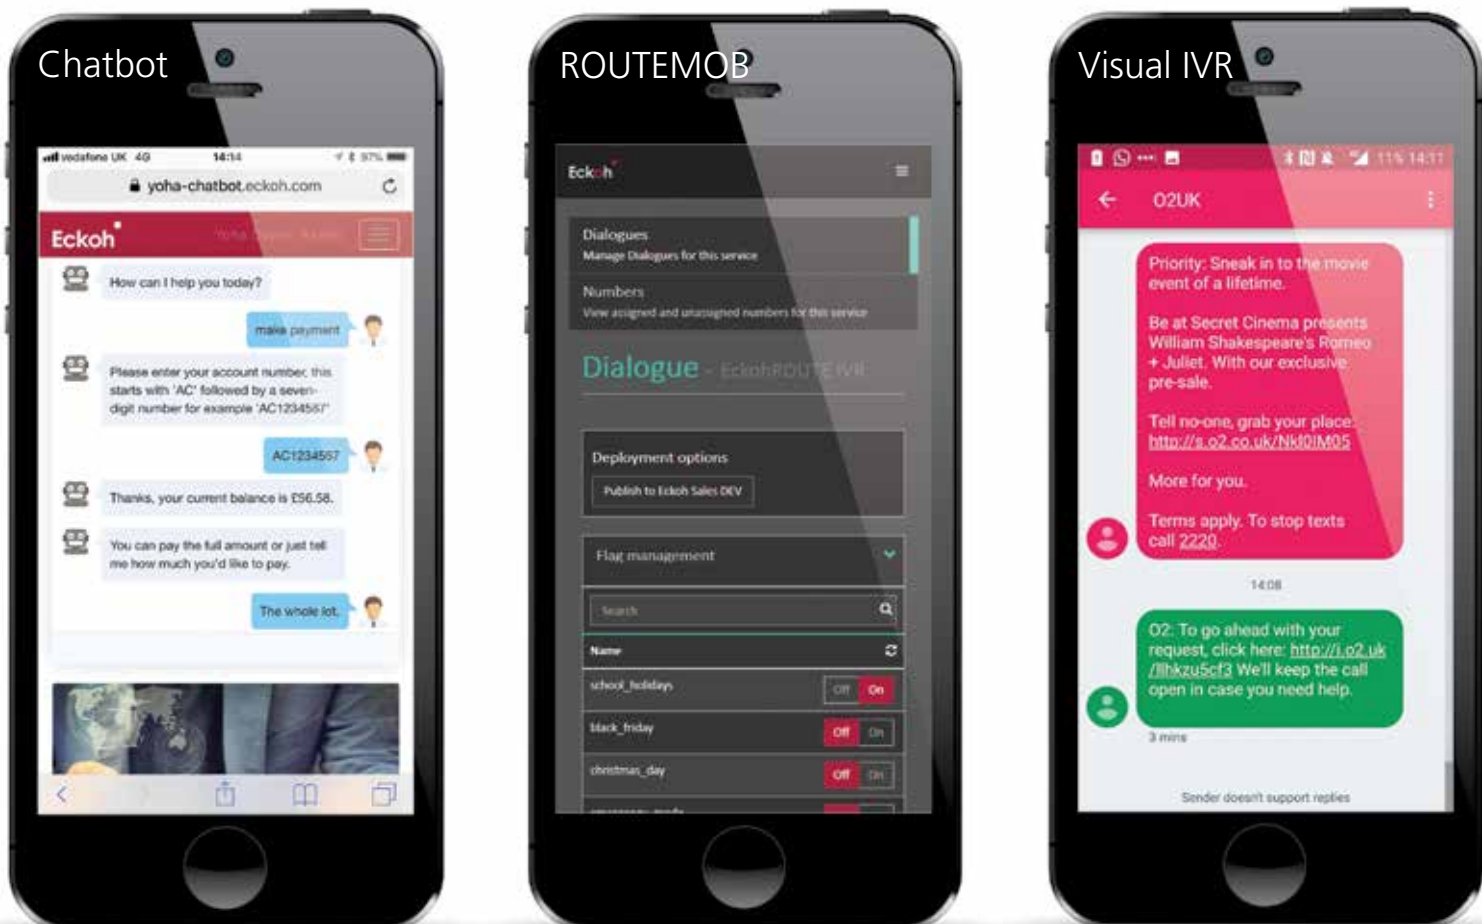 Chatbot
vodafone UK 4G 14:14 97%
yoha-chatbot.eckoh.com
Eckoh
How can I help you today?
make payment
Please enter your account number, this
starts with 'AC' followed by a seven-
digit number for example 'AC1234567'
AC1234567
Thanks, your current balance is £56.58.
You can pay the full amount or just tell
me how much you'd like to pay.
The whole lot.
ROUTEMOB
Eckoh
Dialogues
Manage Dialogues for this service
Numbers
View assigned and unassigned numbers for this service
Dialogue - EckohROUTE IVR
Deployment options
Publish to Eckoh Sales DEV
Flag management
Search
Name
school_holidays Off On
black_friday Off On
christmas_day Off On
Visual IVR
11% 14:11
O2UK
Priority: Sneak in to the movie
event of a lifetime.
Be at Secret Cinema presents
William Shakespeare's Romeo
+ Juliet. With our exclusive
pre-sale.
Tell no-one, grab your place:
http://s.o2.co.uk/NkI0IM05
More for you.
Terms apply. To stop texts
call 2220.
14:08
O2: To go ahead with your
request, click here: http://i.o2.uk
/llhkzu5cf3 We'll keep the call
open in case you need help.
3 mins
Sender doesn't support replies